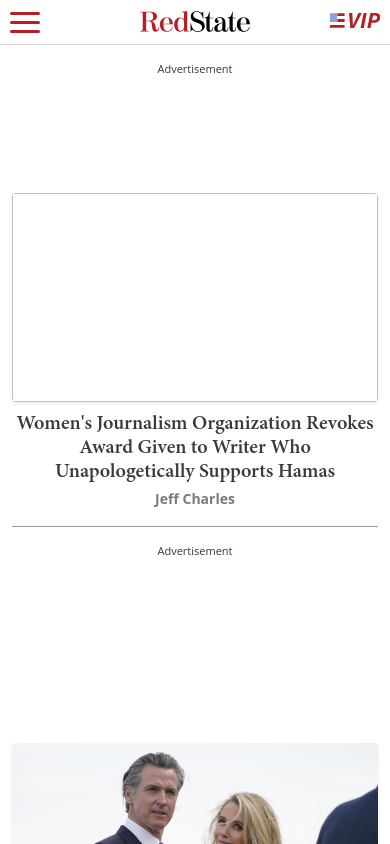 RedState
VIP
Advertisement
Women's Journalism Organization Revokes
Award Given to Writer Who
Unapologetically Supports Hamas
Jeff Charles
Advertisement